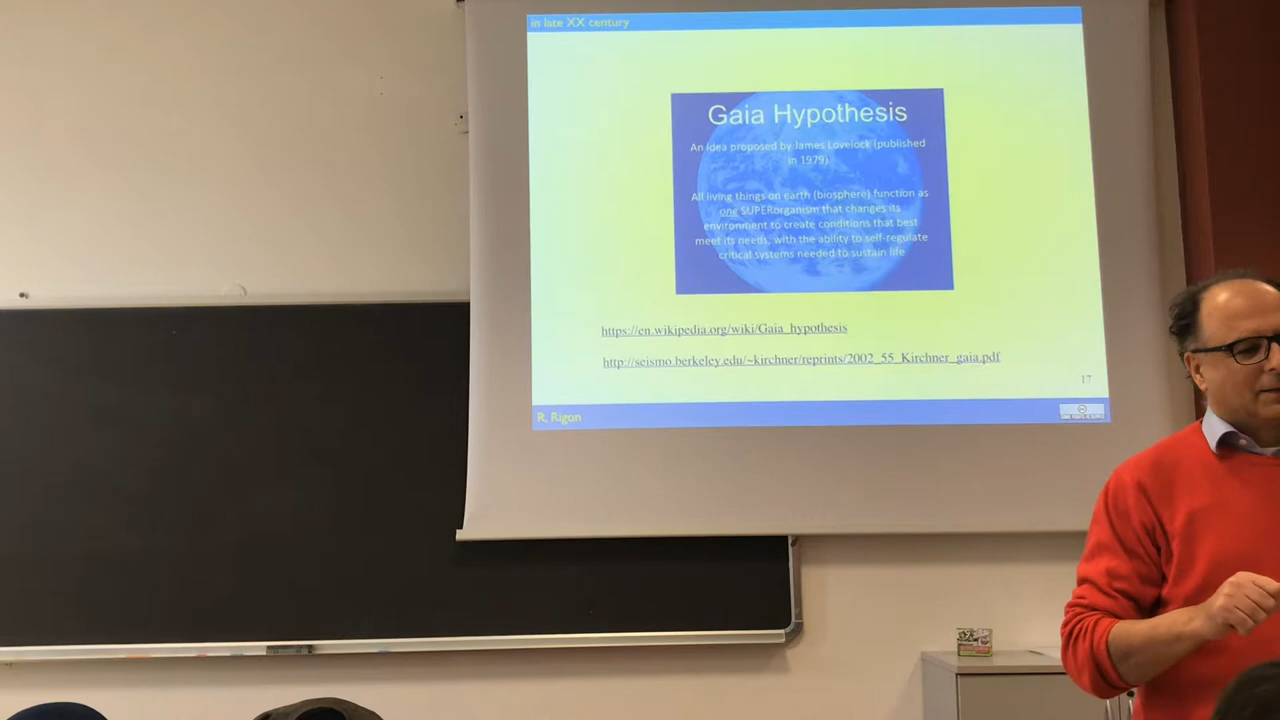 in late XX century
Gaia Hypothesis
An idea proposed by James Lovelock (published
in 1979)
All living things on earth (biosphere) function as
one SUPERorganism that changes its
environment to create conditions that best
meet its needs, with the ability to self-regulate
critical systems needed to sustain life
https://en.wikipedia.org/wiki/Gaia_hypothesis
http://seismo.berkeley.edu/~kirchner/reprints/2002_55_Kirchner_gaia.pdf
17
R. Rigon
SOME RIGHTS RESERVED